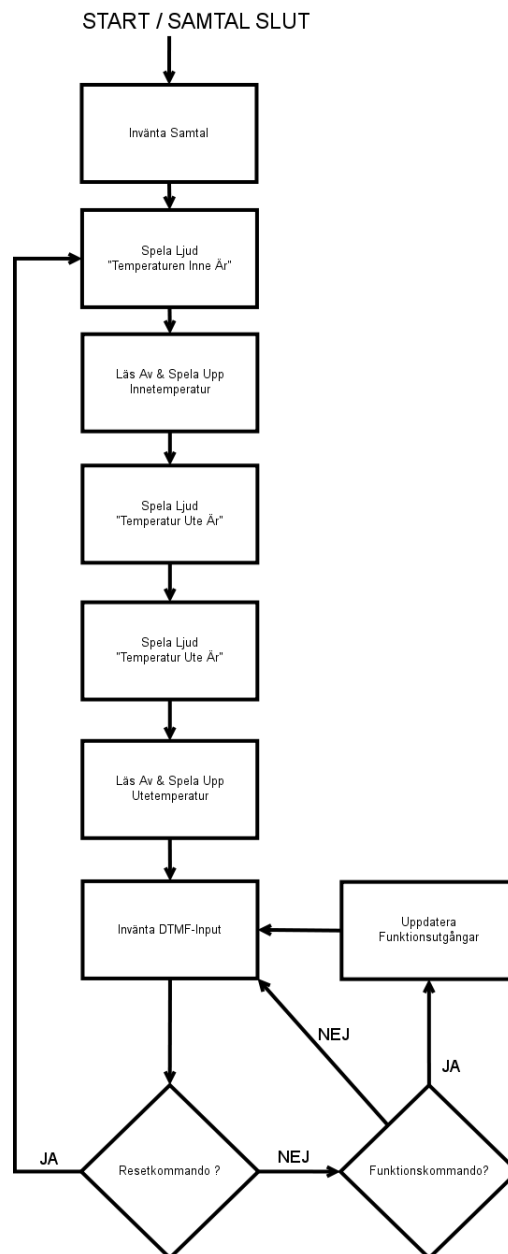 START / SAMTAL SLUT
Invänta Samtal
Spela Ljud
"Temperaturen Inne Är"
Läs Av & Spela Upp
Innetemperatur
Spela Ljud
"Temperatur Ute Är"
Spela Ljud
"Temperatur Ute Är"
Läs Av & Spela Upp
Utetemperatur
Invänta DTMF-Input
Uppdatera
Funktionsutgångar
NEJ
JA
JA
Resetkommando ?
NEJ
Funktionskommando?